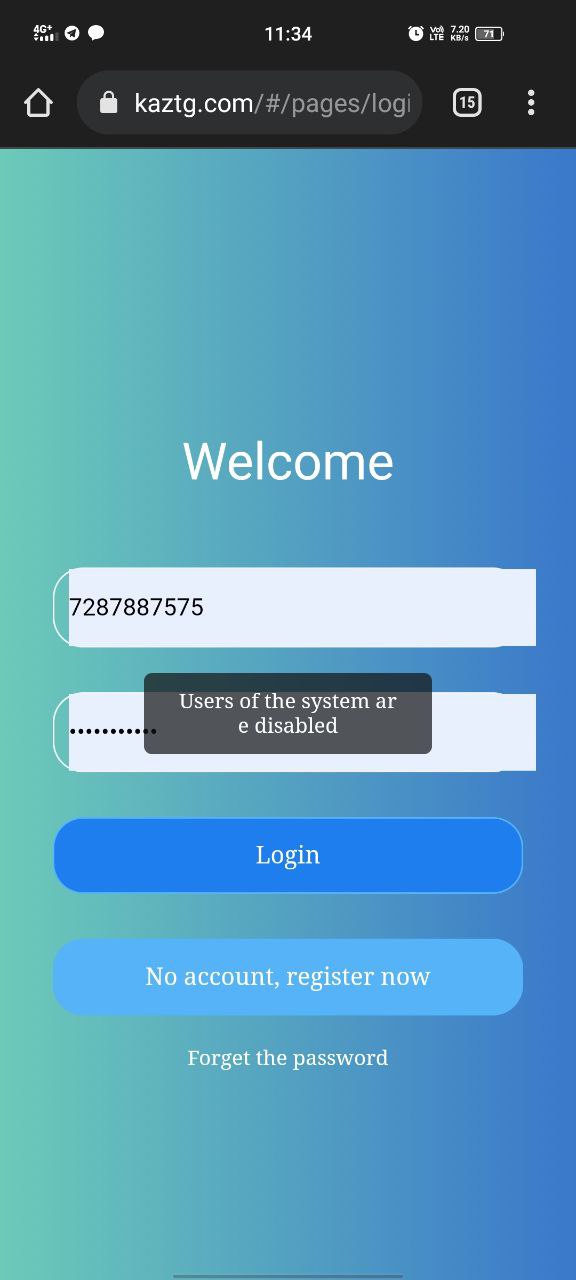 4G+ 11:34 Vo) LTE 7.20 KB/s 71
kaztg.com/#/pages/logi 15
Welcome
7287887575
Users of the system ar
e disabled
•••••••••••
Login
No account, register now
Forget the password